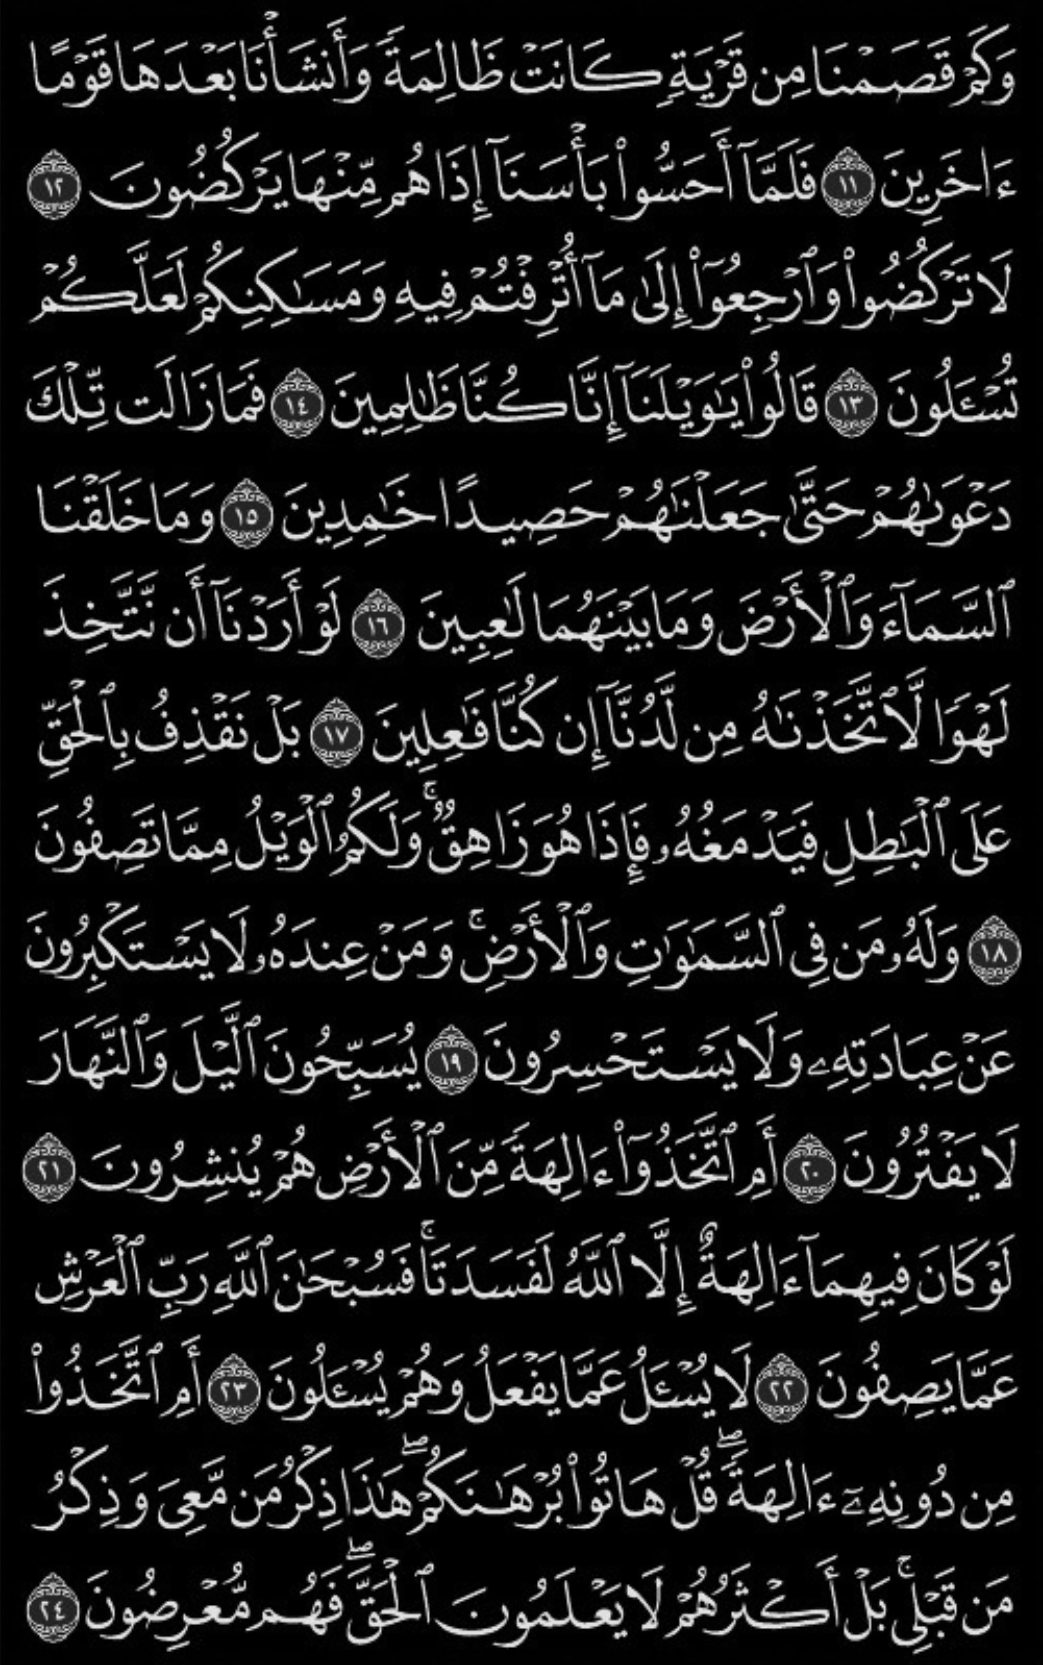 وَكَمۡ قَصَمۡنَا مِن قَرۡيَةٖ كَانَتۡ ظَالِمَةٗ وَأَنشَأۡنَا بَعۡدَهَا قَوۡمًا
ءَاخَرِينَ ١١ فَلَمَّآ أَحَسُّواْ بَأۡسَنَآ إِذَا هُم مِّنۡهَا يَرۡكُضُونَ ١٢
لَا تَرۡكُضُواْ وَٱرۡجِعُوٓاْ إِلَىٰ مَآ أُتۡرِفۡتُمۡ فِيهِ وَمَسَٰكِنِكُمۡ لَعَلَّكُمۡ
تُسۡـَٔلُونَ ١٣ قَالُواْ يَٰوَيۡلَنَآ إِنَّا كُنَّا ظَٰلِمِينَ ١٤ فَمَا زَالَت تِّلۡكَ
دَعۡوَىٰهُمۡ حَتَّىٰ جَعَلۡنَٰهُمۡ حَصِيدًا خَٰمِدِينَ ١٥ وَمَا خَلَقۡنَا
ٱلسَّمَآءَ وَٱلۡأَرۡضَ وَمَا بَيۡنَهُمَا لَٰعِبِينَ ١٦ لَوۡ أَرَدۡنَآ أَن نَّتَّخِذَ
لَهۡوٗا لَّٱتَّخَذۡنَٰهُ مِن لَّدُنَّآ إِن كُنَّا فَٰعِلِينَ ١٧ بَلۡ نَقۡذِفُ بِٱلۡحَقِّ
عَلَى ٱلۡبَٰطِلِ فَيَدۡمَغُهُۥ فَإِذَا هُوَ زَاهِقٞۚ وَلَكُمُ ٱلۡوَيۡلُ مِمَّا تَصِفُونَ
١٨ وَلَهُۥ مَن فِي ٱلسَّمَٰوَٰتِ وَٱلۡأَرۡضِۚ وَمَنۡ عِندَهُۥ لَا يَسۡتَكۡبِرُونَ
عَنۡ عِبَادَتِهِۦ وَلَا يَسۡتَحۡسِرُونَ ١٩ يُسَبِّحُونَ ٱلَّيۡلَ وَٱلنَّهَارَ
لَا يَفۡتُرُونَ ٢٠ أَمِ ٱتَّخَذُوٓاْ ءَالِهَةٗ مِّنَ ٱلۡأَرۡضِ هُمۡ يُنشِرُونَ ٢١
لَوۡ كَانَ فِيهِمَآ ءَالِهَةٌ إِلَّا ٱللَّهُ لَفَسَدَتَاۚ فَسُبۡحَٰنَ ٱللَّهِ رَبِّ ٱلۡعَرۡشِ
عَمَّا يَصِفُونَ ٢٢ لَا يُسۡـَٔلُ عَمَّا يَفۡعَلُ وَهُمۡ يُسۡـَٔلُونَ ٢٣ أَمِ ٱتَّخَذُواْ
مِن دُونِهِۦٓ ءَالِهَةٗۖ قُلۡ هَاتُواْ بُرۡهَٰنَكُمۡۖ هَٰذَا ذِكۡرُ مَن مَّعِيَ وَذِكۡرُ
مَن قَبۡلِيۚ بَلۡ أَكۡثَرُهُمۡ لَا يَعۡلَمُونَ ٱلۡحَقَّۖ فَهُم مُّعۡرِضُونَ ٢٤